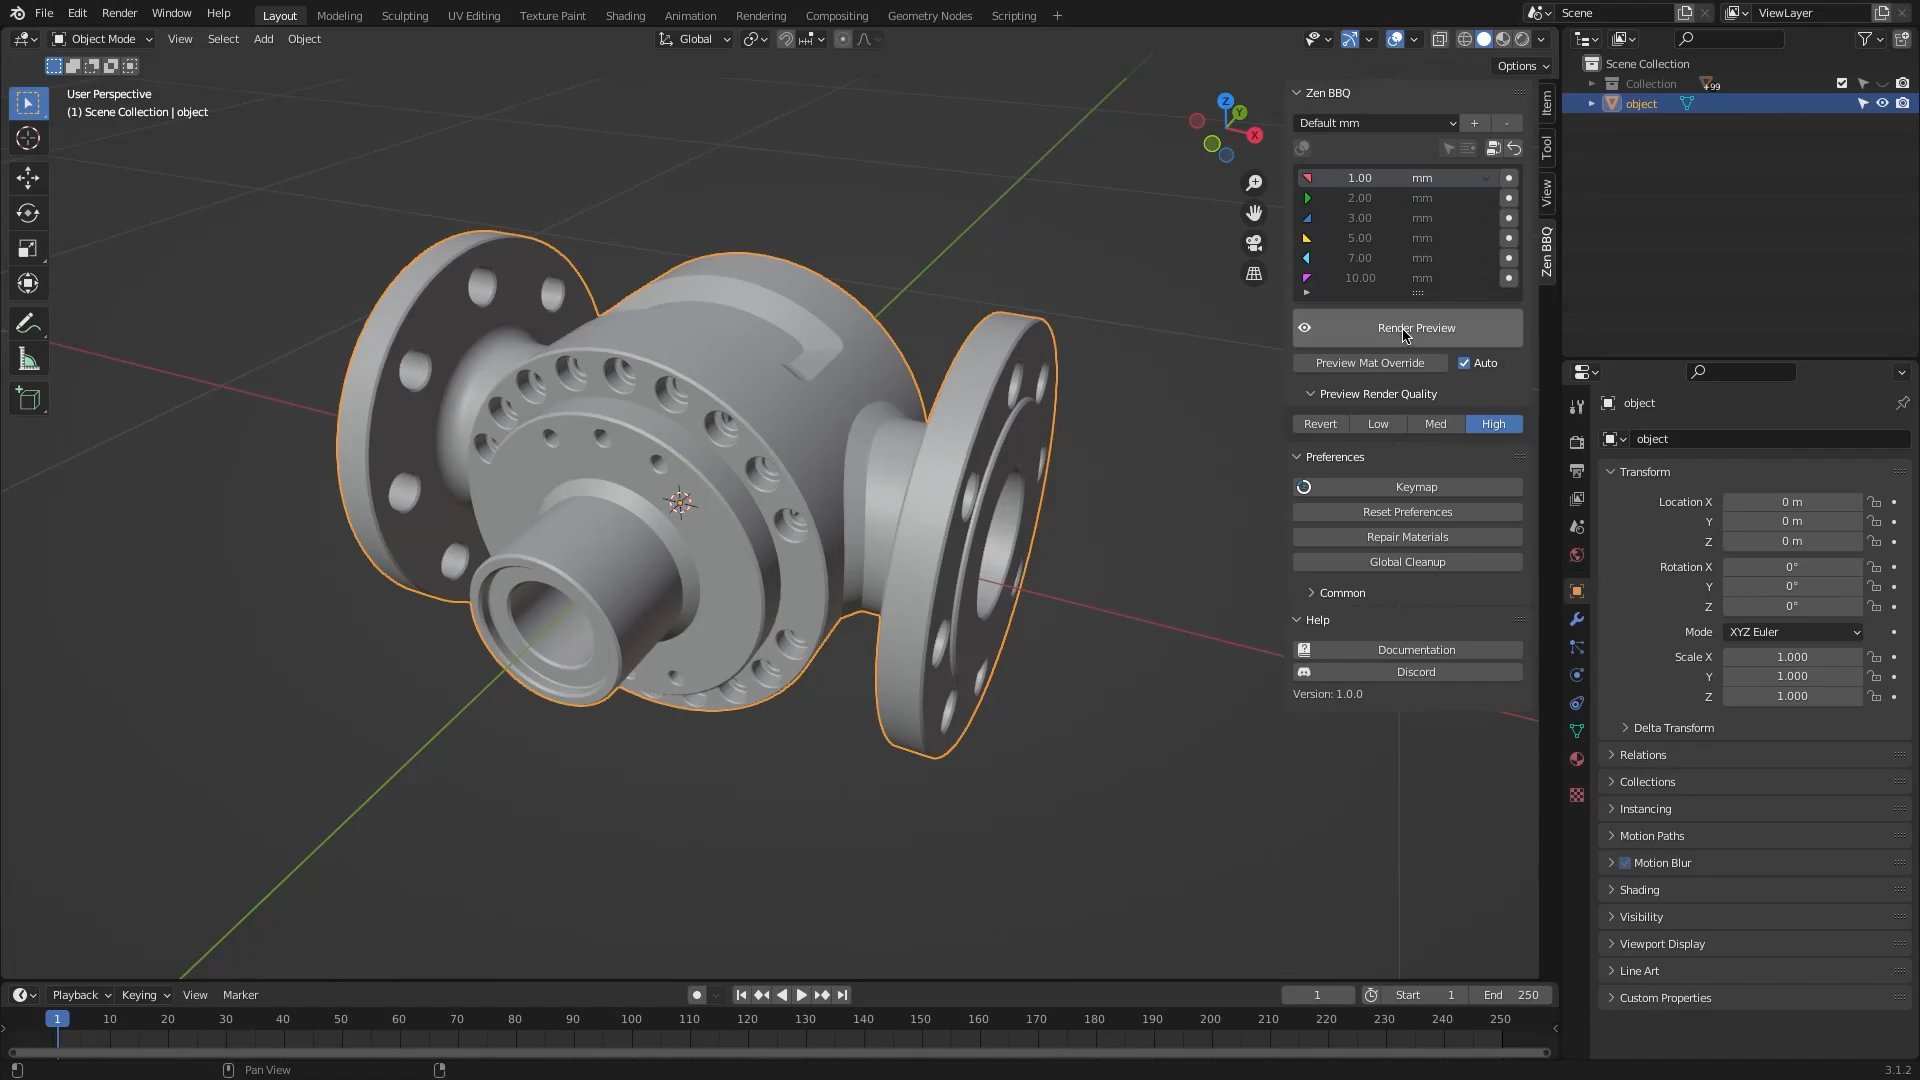 File Edit Render Window Help Layout Modeling Sculpting UV Editing Texture Paint Shading Animation Rendering Compositing Geometry Nodes Scripting + Scene ViewLayer
Object Mode View Select Add Object Global
Options
User Perspective
(1) Scene Collection | object
Z
Y
X
Zen BBQ
Default mm + -
1.00 mm
2.00 mm
3.00 mm
5.00 mm
7.00 mm
10.00 mm
Render Preview
Preview Mat Override Auto
Preview Render Quality
Revert Low Med High
Preferences
Keymap
Reset Preferences
Repair Materials
Global Cleanup
Common
Help
Documentation
Discord
Version: 1.0.0
Item
Tool
View
Zen BBQ
Scene Collection
Collection +99
object
object
object
Transform
Location X 0 m
Y 0 m
Z 0 m
Rotation X 0°
Y 0°
Z 0°
Mode XYZ Euler
Scale X 1.000
Y 1.000
Z 1.000
Delta Transform
Relations
Collections
Instancing
Motion Paths
Motion Blur
Shading
Visibility
Viewport Display
Line Art
Custom Properties
Playback Keying View Marker 1 Start 1 End 250
1 10 20 30 40 50 60 70 80 90 100 110 120 130 140 150 160 170 180 190 200 210 220 230 240 250
Pan View 3.1.2